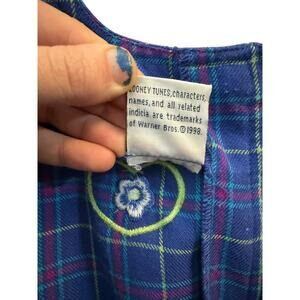 LOONEY TUNES, characters,
names, and all related
indicia are trademarks
of Warner Bros.©1998.